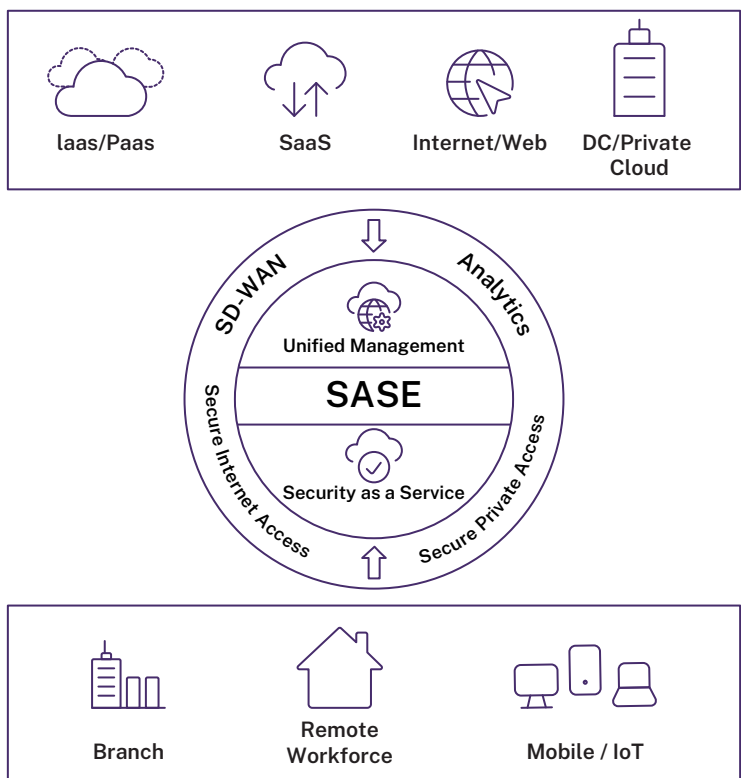 laas/Paas
SaaS
Internet/Web
DC/Private
Cloud
SD-WAN
Analytics
Unified Management
SASE
Security as a Service
Secure Internet Access
Secure Private Access
Branch
Remote
Workforce
Mobile / IoT